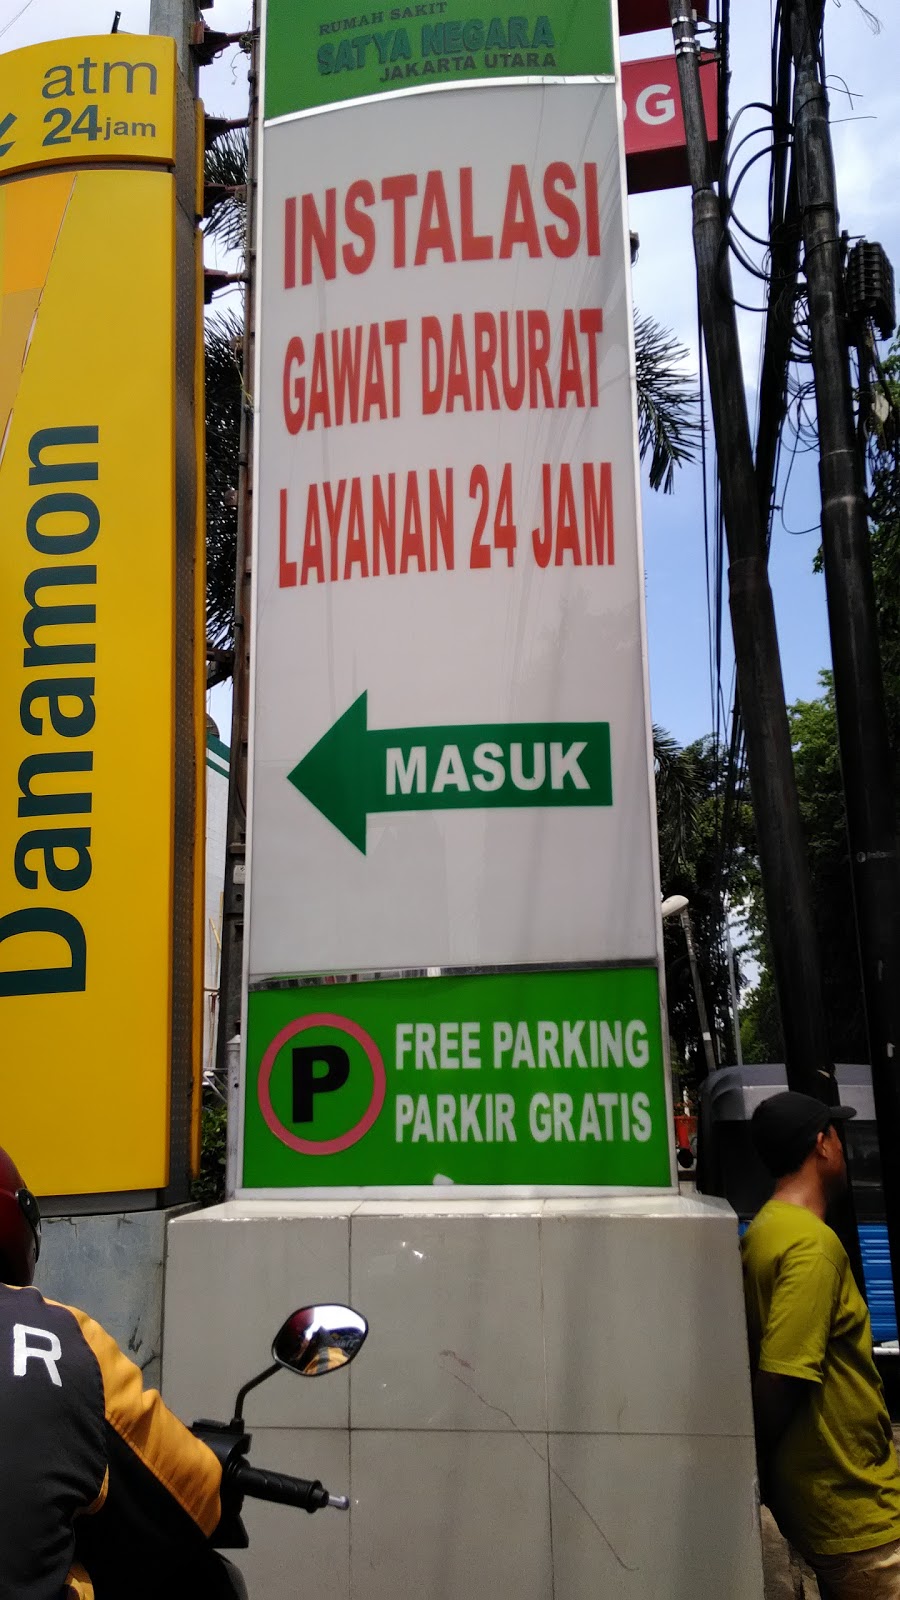 RUMAH SAKIT
SATYA NEGARA
JAKARTA UTARA
INSTALASI
GAWAT DARURAT
LAYANAN 24 JAM
MASUK
P
FREE PARKING
PARKIR GRATIS
atm
24jam
Danamon
R